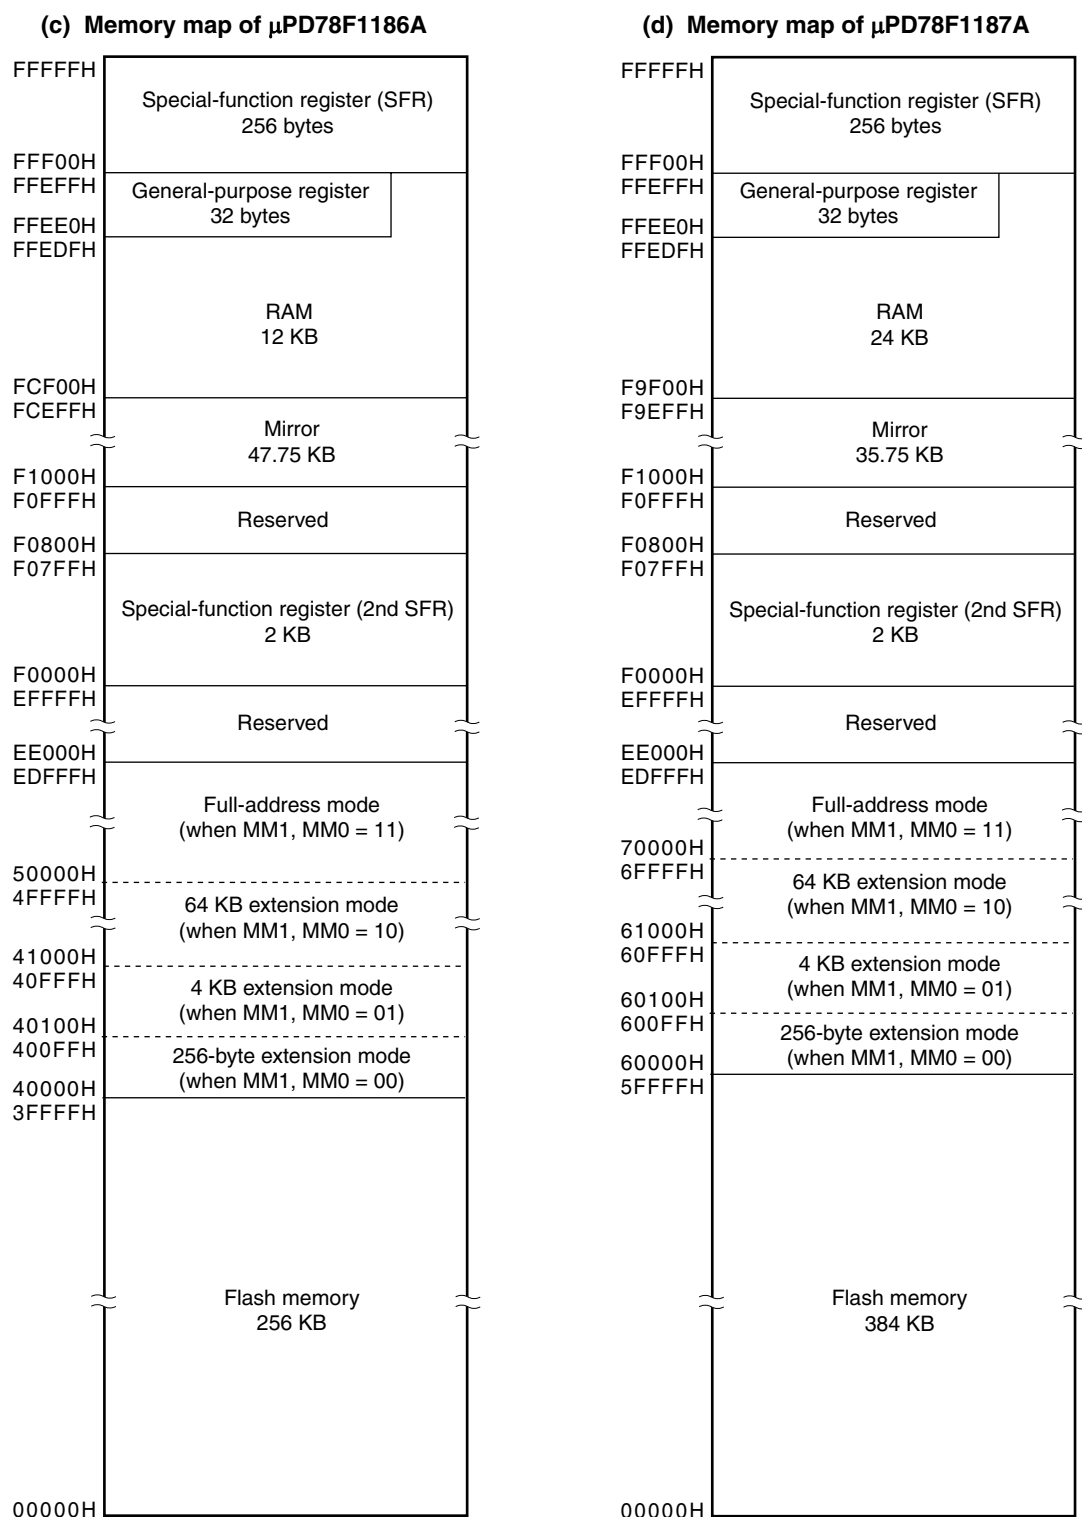 (c) Memory map of μPD78F1186A
FFFFFH
Special-function register (SFR)
256 bytes
FFF00H
FFEFFH
General-purpose register
32 bytes
FFEE0H
FFEDFH
RAM
12 KB
FCF00H
FCEFFH
Mirror
47.75 KB
F1000H
F0FFFH
Reserved
F0800H
F07FFH
Special-function register (2nd SFR)
2 KB
F0000H
EFFFFH
Reserved
EE000H
EDFFFH
Full-address mode
(when MM1, MM0 = 11)
50000H
4FFFFH
64 KB extension mode
(when MM1, MM0 = 10)
41000H
40FFFH
4 KB extension mode
(when MM1, MM0 = 01)
40100H
400FFH
256-byte extension mode
(when MM1, MM0 = 00)
40000H
3FFFFH
Flash memory
256 KB
00000H
(d) Memory map of μPD78F1187A
FFFFFH
Special-function register (SFR)
256 bytes
FFF00H
FFEFFH
General-purpose register
32 bytes
FFEE0H
FFEDFH
RAM
24 KB
F9F00H
F9EFFH
Mirror
35.75 KB
F1000H
F0FFFH
Reserved
F0800H
F07FFH
Special-function register (2nd SFR)
2 KB
F0000H
EFFFFH
Reserved
EE000H
EDFFFH
Full-address mode
(when MM1, MM0 = 11)
70000H
6FFFFH
64 KB extension mode
(when MM1, MM0 = 10)
61000H
60FFFH
4 KB extension mode
(when MM1, MM0 = 01)
60100H
600FFH
256-byte extension mode
(when MM1, MM0 = 00)
60000H
5FFFFH
Flash memory
384 KB
00000H